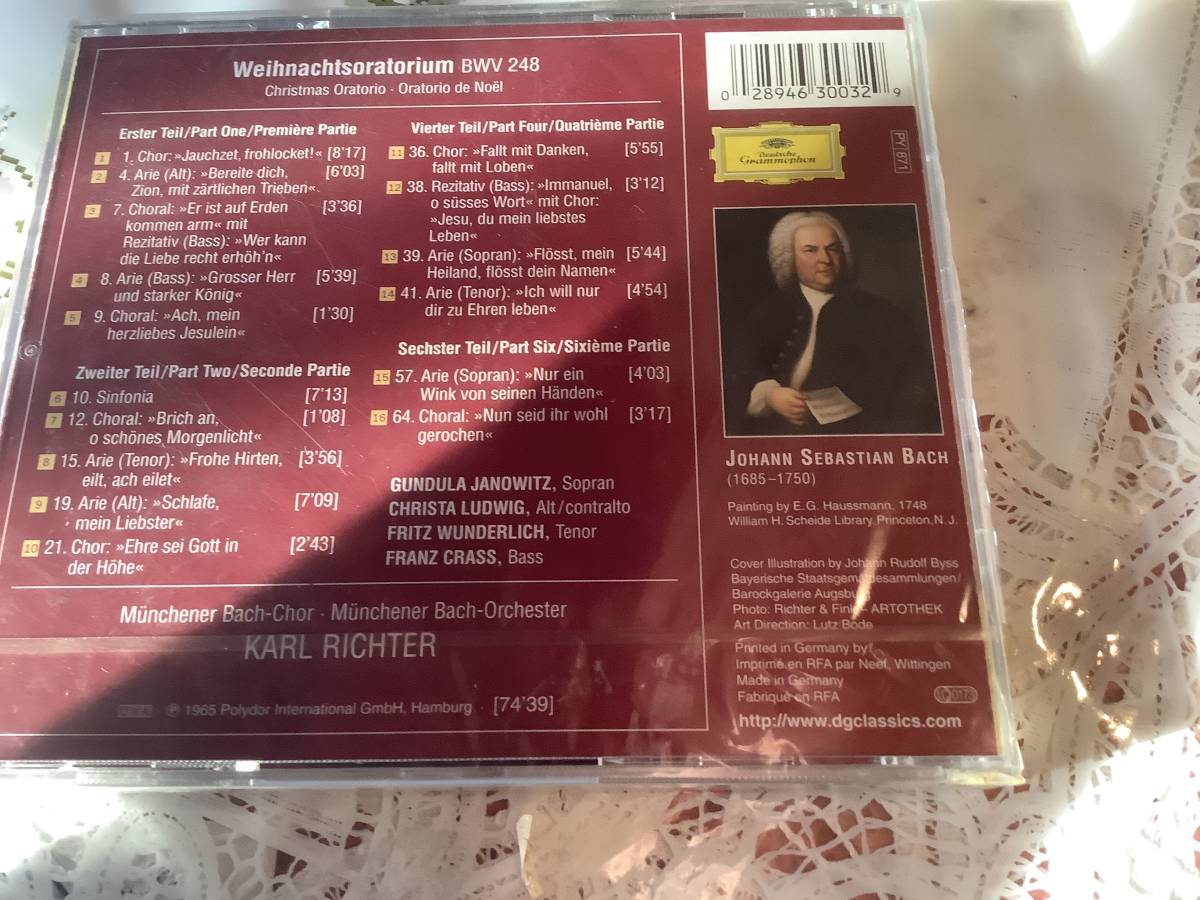 Weihnachtsoratorium BWV 248
Christmas Oratorio · Oratorio de Noël
Erster Teil/Part One/Première Partie
1 1. Chor: »Jauchzet, frohlocket!« [8'17]
2 4. Arie (Alt): »Bereite dich, [6'03]
Zion, mit zärtlichen Trieben«
3 7. Choral: »Er ist auf Erden [3'36]
kommen arm« mit
Rezitativ (Bass): »Wer kann
die Liebe recht erhöh'n«
4 8. Arie (Bass): »Grosser Herr [5'39]
und starker König«
5 9. Choral: »Ach, mein [1'30]
herzliebes Jesulein«
Zweiter Teil/Part Two/Seconde Partie
6 10. Sinfonia [7'13]
7 12. Choral: »Brich an, [1'08]
o schönes Morgenlicht«
8 15. Arie (Tenor): »Frohe Hirten, [3'56]
eilt, ach eilet«
9 19. Arie (Alt): »Schlafe, [7'09]
mein Liebster«
10 21. Chor: »Ehre sei Gott in [2'43]
der Höhe«
Vierter Teil/Part Four/Quatrième Partie
11 36. Chor: »Fallt mit Danken, [5'55]
fallt mit Loben«
12 38. Rezitativ (Bass): »Immanuel, [3'12]
o süsses Wort« mit Chor:
»Jesu, du mein liebstes
Leben«
13 39. Arie (Sopran): »Flösst, mein [5'44]
Heiland, flösst dein Namen«
14 41. Arie (Tenor): »Ich will nur [4'54]
dir zu Ehren leben«
Sechster Teil/Part Six/Sixième Partie
15 57. Arie (Sopran): »Nur ein [4'03]
Wink von seinen Händen«
16 64. Choral: »Nun seid ihr wohl [3'17]
gerochen«
GUNDULA JANOWITZ, Sopran
CHRISTA LUDWIG, Alt/contralto
FRITZ WUNDERLICH, Tenor
FRANZ CRASS, Bass
Münchener Bach-Chor · Münchener Bach-Orchester
KARL RICHTER
℗ 1965 Polydor International GmbH, Hamburg · [74'39]
0 28946 30032 9
Deutsche
Grammophon
PY 871
JOHANN SEBASTIAN BACH
(1685–1750)
Painting by E.G. Haussmann, 1748
William H. Scheide Library, Princeton, N.J.
Cover Illustration by Johann Rudolf Byss
Bayerische Staatsgemäldesammlungen/
Barockgalerie Augsburg
Photo: Richter & Fink – ARTOTHEK
Art Direction: Lutz Bode
Printed in Germany by/
Imprimé en RFA par Neef, Wittingen
Made in Germany
Fabriqué en RFA
http://www.dgclassics.com